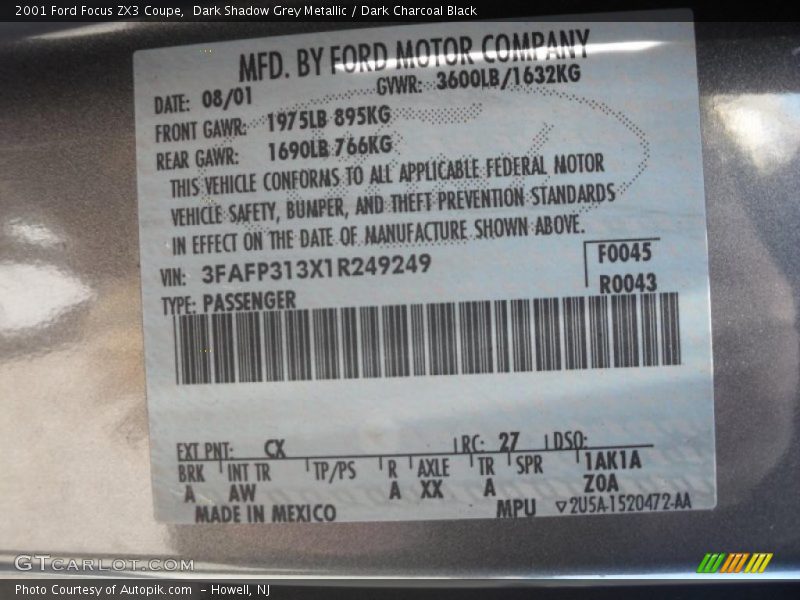 2001 Ford Focus ZX3 Coupe,  Dark Shadow Grey Metallic / Dark Charcoal Black
MFD. BY FORD MOTOR COMPANY
DATE: 08/01 GVWR: 3600LB/1632KG
FRONT GAWR: 1975LB 895KG
REAR GAWR: 1690LB 766KG
THIS VEHICLE CONFORMS TO ALL APPLICABLE FEDERAL MOTOR
VEHICLE SAFETY, BUMPER, AND THEFT PREVENTION STANDARDS
IN EFFECT ON THE DATE OF MANUFACTURE SHOWN ABOVE.
VIN: 3FAFP313X1R249249 F0045
TYPE: PASSENGER R0043
EXT PNT: CX RC: 27 DSO:
BRK INT TR TP/PS R AXLE TR SPR 1AK1A
A AW A XX A Z0A
MADE IN MEXICO MPU ▽2U5A-1520472-AA
GTCARLOT.COM
Photo Courtesy of Autopik.com  - Howell, NJ